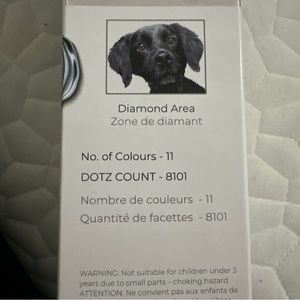 Diamond Area
Zone de diamant
No. of Colours - 11
DOTZ COUNT - 8101
Nombre de couleurs - 11
Quantité de facettes - 8101
WARNING: Not suitable for children under 3
years due to small parts - choking hazard
ATTENTION: Ne convient pas aux enfants de